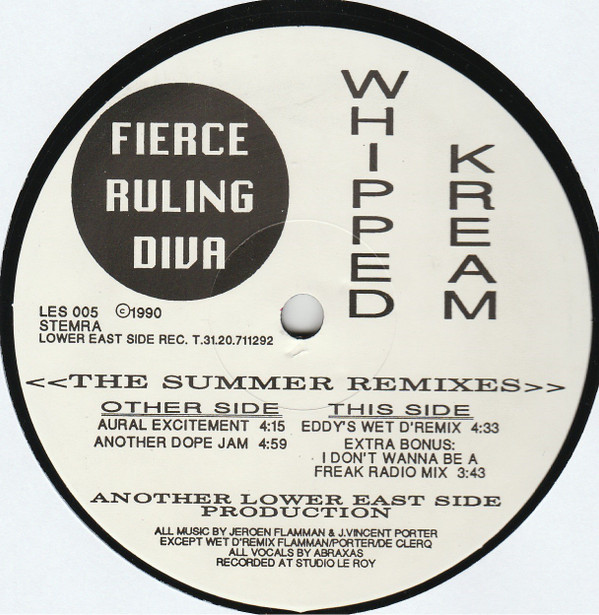 FIERCE
RULING
DIVA
WHIPPED
KREAM
LES 005 ©1990
STEMRA
LOWER EAST SIDE REC. T.31.20.711292
<<THE SUMMER REMIXES>>
OTHER SIDE
AURAL EXCITEMENT 4:15
ANOTHER DOPE JAM 4:59
THIS SIDE
EDDY'S WET D'REMIX 4:33
EXTRA BONUS:
I DON'T WANNA BE A
FREAK RADIO MIX 3:43
ANOTHER LOWER EAST SIDE
PRODUCTION
ALL MUSIC BY JEROEN FLAMMAN & J.VINCENT PORTER
EXCEPT WET D'REMIX FLAMMAN/PORTER/DE CLERQ
ALL VOCALS BY ABRAXAS
RECORDED AT STUDIO LE ROY